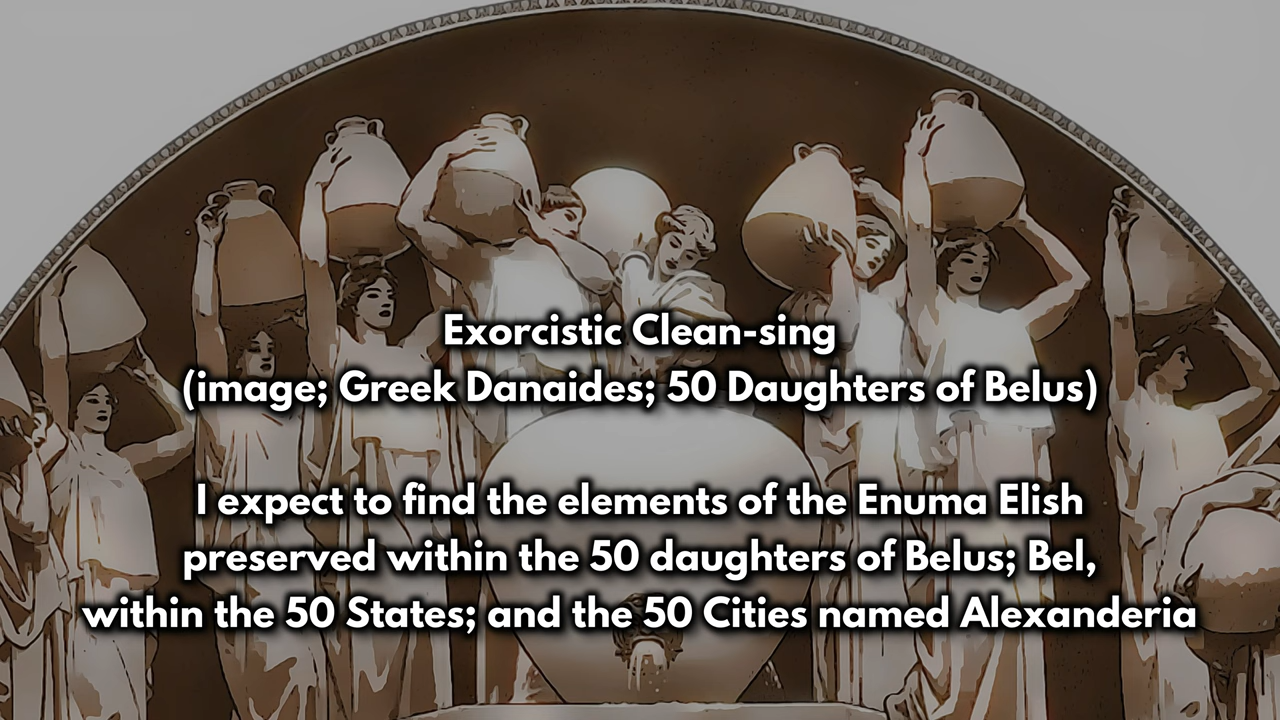 Exorcistic Clean-sing
(image; Greek Danaides; 50 Daughters of Belus)
I expect to find the elements of the Enuma Elish
preserved within the 50 daughters of Belus; Bel,
within the 50 States; and the 50 Cities named Alexanderia